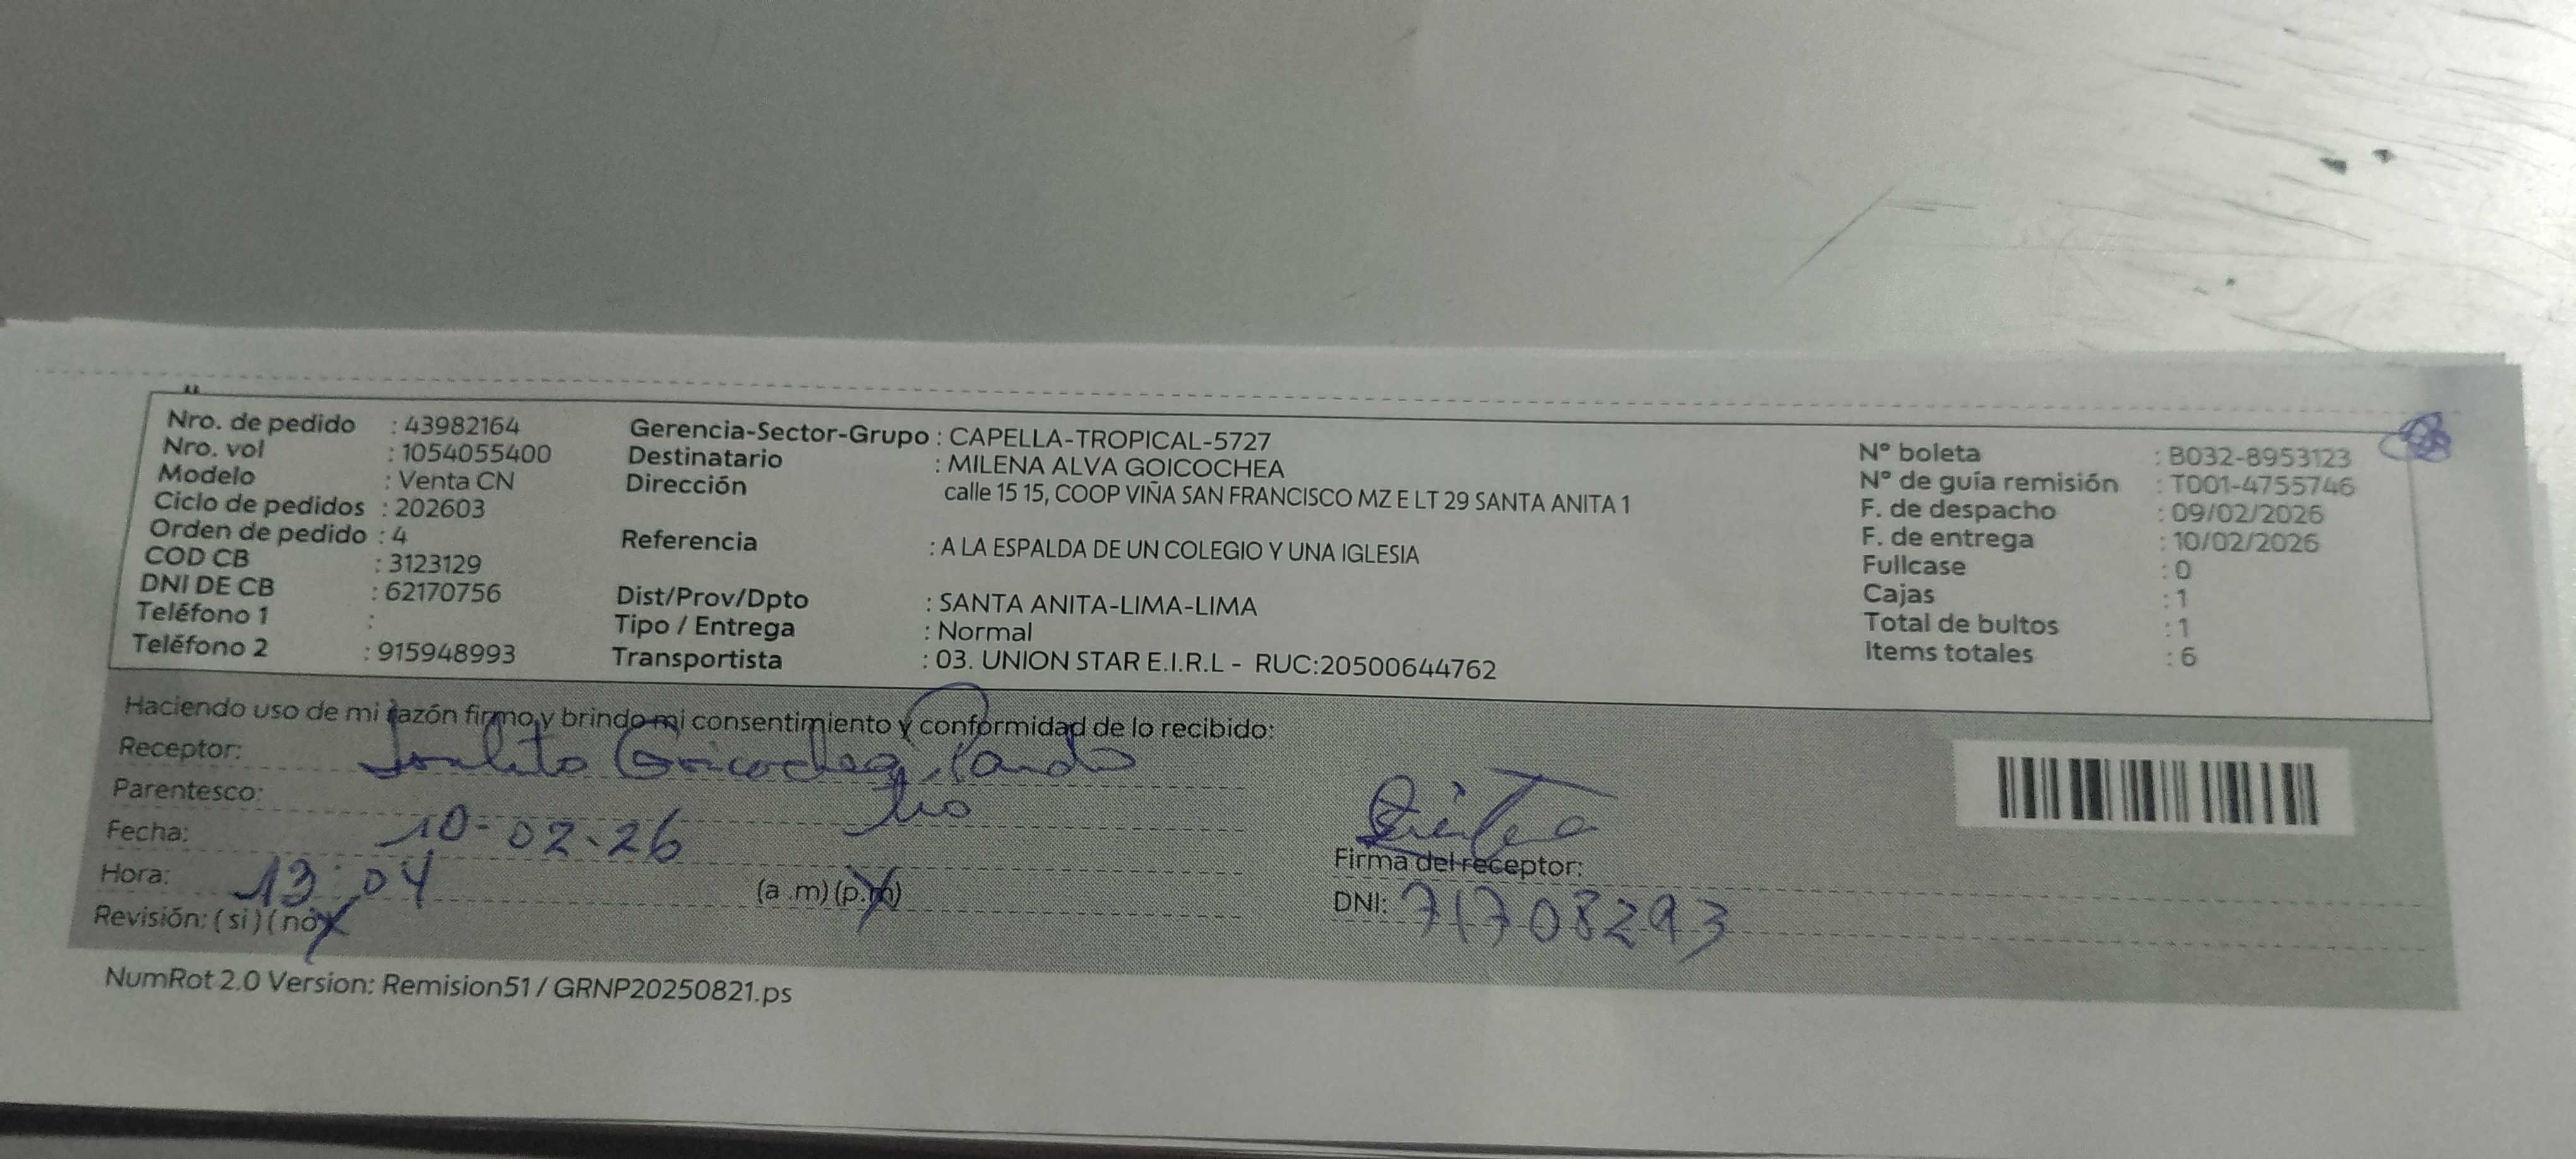 Nro. de pedido : 43982164
Nro. vol : 1054055400
Modelo : Venta CN
Ciclo de pedidos : 202603
Orden de pedido : 4
COD CB : 3123129
DNI DE CB : 62170756
Teléfono 1 :
Teléfono 2 : 915948993
Gerencia-Sector-Grupo : CAPELLA-TROPICAL-5727
Destinatario : MILENA ALVA GOICOCHEA
Dirección calle 15 15, COOP VIÑA SAN FRANCISCO MZ E LT 29 SANTA ANITA 1
Referencia : A LA ESPALDA DE UN COLEGIO Y UNA IGLESIA
Dist/Prov/Dpto : SANTA ANITA-LIMA-LIMA
Tipo / Entrega : Normal
Transportista : 03. UNION STAR E.I.R.L - RUC:20500644762
N° boleta : B032-8953123
N° de guía remisión : T001-4755746
F. de despacho : 09/02/2026
F. de entrega : 10/02/2026
Fullcase : 0
Cajas : 1
Total de bultos : 1
Items totales : 6
Haciendo uso de mi razón firmo y brindo mi consentimiento y conformidad de lo recibido:
Receptor: Goicochea
Parentesco:
Fecha: 10-02-26
Hora: 13:04 (a .m) (p.m)
Revisión: ( si ) ( no
Firma del receptor:
DNI: 71708293
NumRot 2.0 Version: Remision51 / GRNP20250821.ps